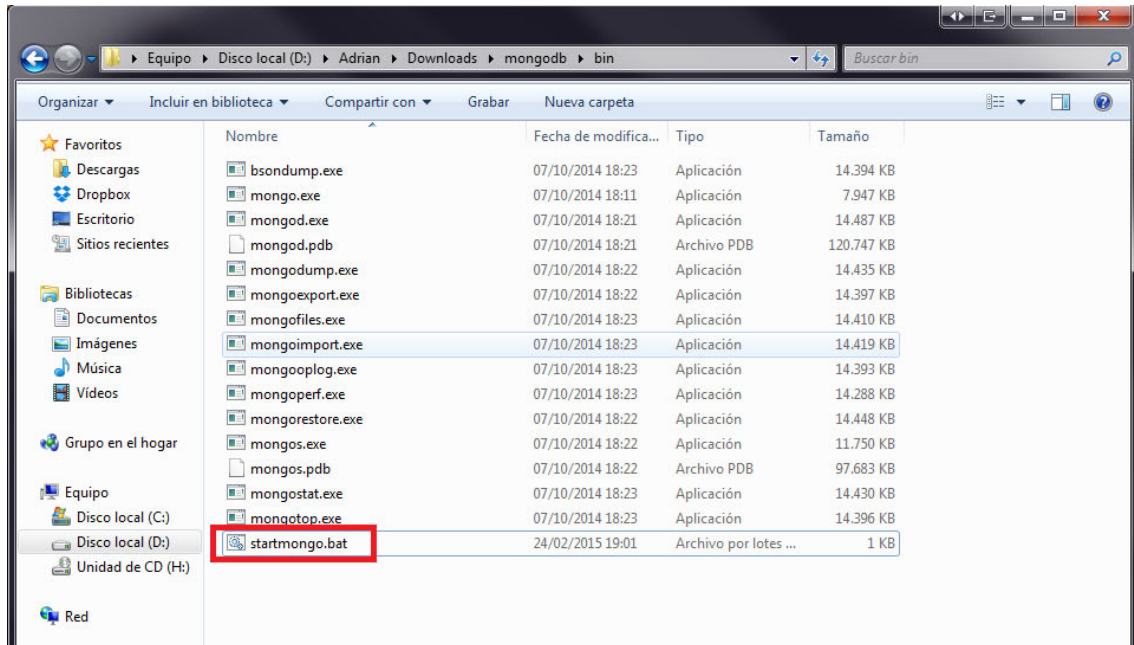 Equipo Disco local (D:) Adrian Downloads mongodb bin
Buscar bin
Organizar Incluir en biblioteca Compartir con Grabar Nueva carpeta
Favoritos
Descargas
Dropbox
Escritorio
Sitios recientes
Bibliotecas
Documentos
Imágenes
Música
Vídeos
Grupo en el hogar
Equipo
Disco local (C:)
Disco local (D:)
Unidad de CD (H:)
Red
Nombre Fecha de modifica... Tipo Tamaño
bsondump.exe 07/10/2014 18:23 Aplicación 14.394 KB
mongo.exe 07/10/2014 18:11 Aplicación 7.947 KB
mongod.exe 07/10/2014 18:21 Aplicación 14.487 KB
mongod.pdb 07/10/2014 18:21 Archivo PDB 120.747 KB
mongodump.exe 07/10/2014 18:22 Aplicación 14.435 KB
mongoexport.exe 07/10/2014 18:22 Aplicación 14.397 KB
mongofiles.exe 07/10/2014 18:23 Aplicación 14.410 KB
mongoimport.exe 07/10/2014 18:23 Aplicación 14.419 KB
mongooplog.exe 07/10/2014 18:23 Aplicación 14.393 KB
mongoperf.exe 07/10/2014 18:23 Aplicación 14.288 KB
mongorestore.exe 07/10/2014 18:22 Aplicación 14.448 KB
mongos.exe 07/10/2014 18:22 Aplicación 11.750 KB
mongos.pdb 07/10/2014 18:22 Archivo PDB 97.683 KB
mongostat.exe 07/10/2014 18:23 Aplicación 14.430 KB
mongotop.exe 07/10/2014 18:23 Aplicación 14.396 KB
startmongo.bat 24/02/2015 19:01 Archivo por lotes ... 1 KB